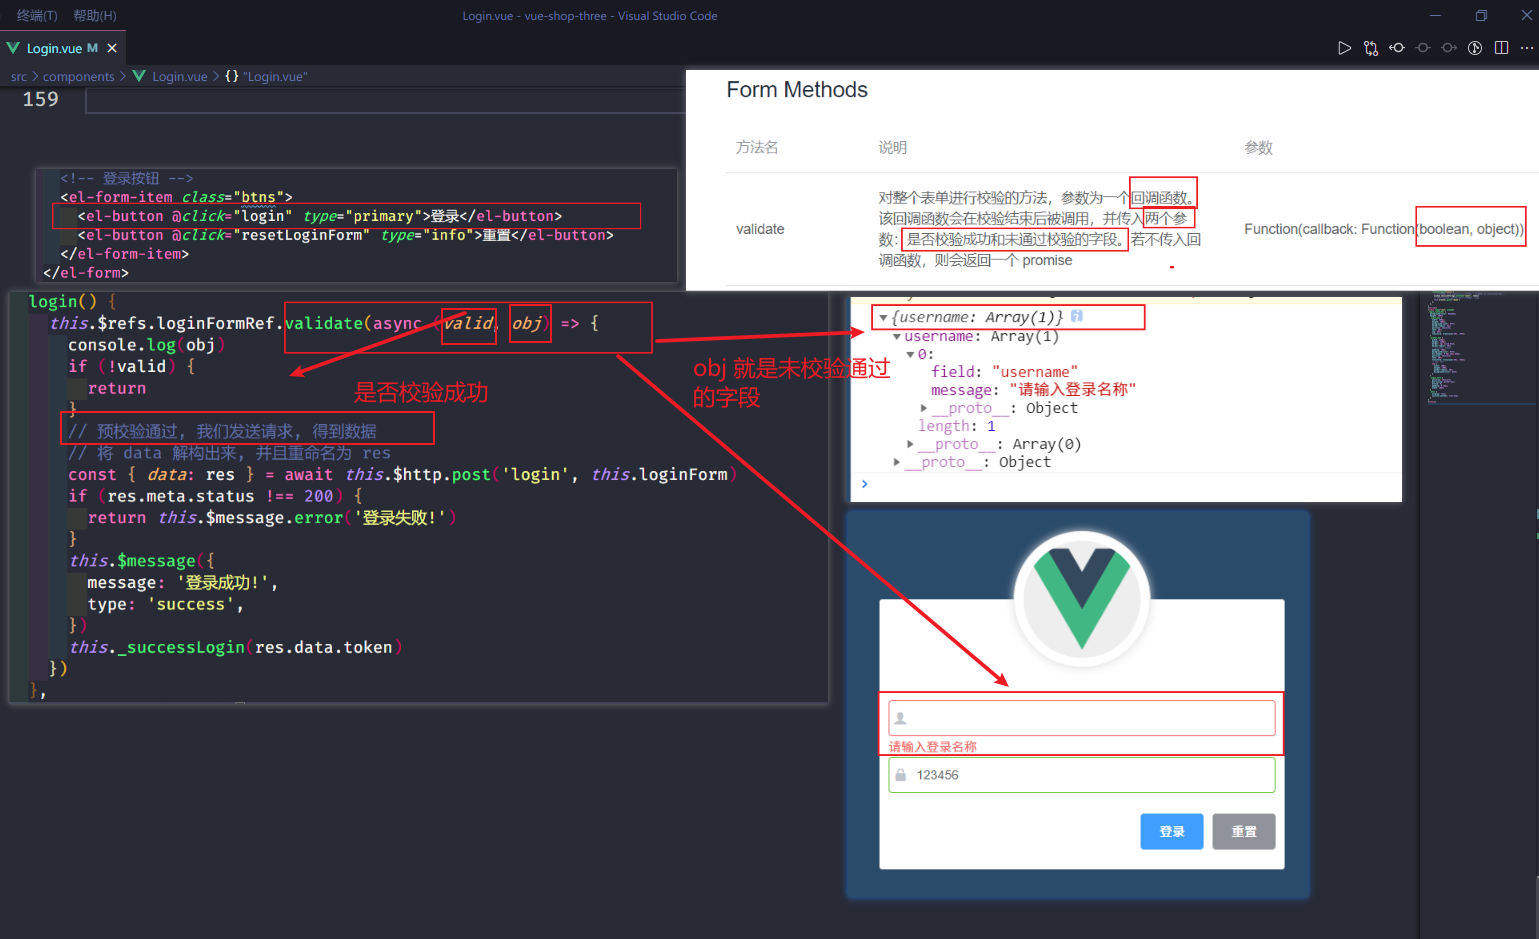 终端(T) 帮助(H)
Login.vue - vue-shop-three - Visual Studio Code
Login.vue M
src > components > Login.vue > {} "Login.vue"
159
<!-- 登录按钮 -->
<el-form-item class="btns">
<el-button @click="login" type="primary">登录</el-button>
<el-button @click="resetLoginForm" type="info">重置</el-button>
</el-form-item>
</el-form>
Form Methods
方法名 说明 参数
validate
对整个表单进行校验的方法，参数为一个回调函数。
该回调函数会在校验结束后被调用，并传入两个参
数：是否校验成功和未通过校验的字段。若不传入回
调函数，则会返回一个 promise
Function(callback: Function(boolean, object))
login() {
this.$refs.loginFormRef.validate(async (valid, obj) => {
console.log(obj)
if (!valid) {
return
}
// 预校验通过, 我们发送请求, 得到数据
// 将 data 解构出来, 并且重命名为 res
const { data: res } = await this.$http.post('login', this.loginForm)
if (res.meta.status !== 200) {
return this.$message.error('登录失败!')
}
this.$message({
message: '登录成功!',
type: 'success',
})
this._successLogin(res.data.token)
})
},
是否校验成功
obj 就是未校验通过
的字段
{username: Array(1)}
username: Array(1)
0:
field: "username"
message: "请输入登录名称"
__proto__: Object
length: 1
__proto__: Array(0)
__proto__: Object
>
请输入登录名称
123456
登录 重置